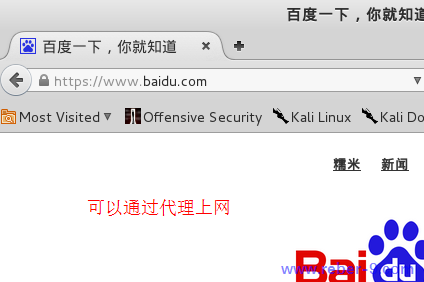 百度一下，你就知道
百度一下，你就知道
https://www.baidu.com
Most Visited Offensive Security Kali Linux Kali Do
糯米 新闻
可以通过代理上网
Bai du